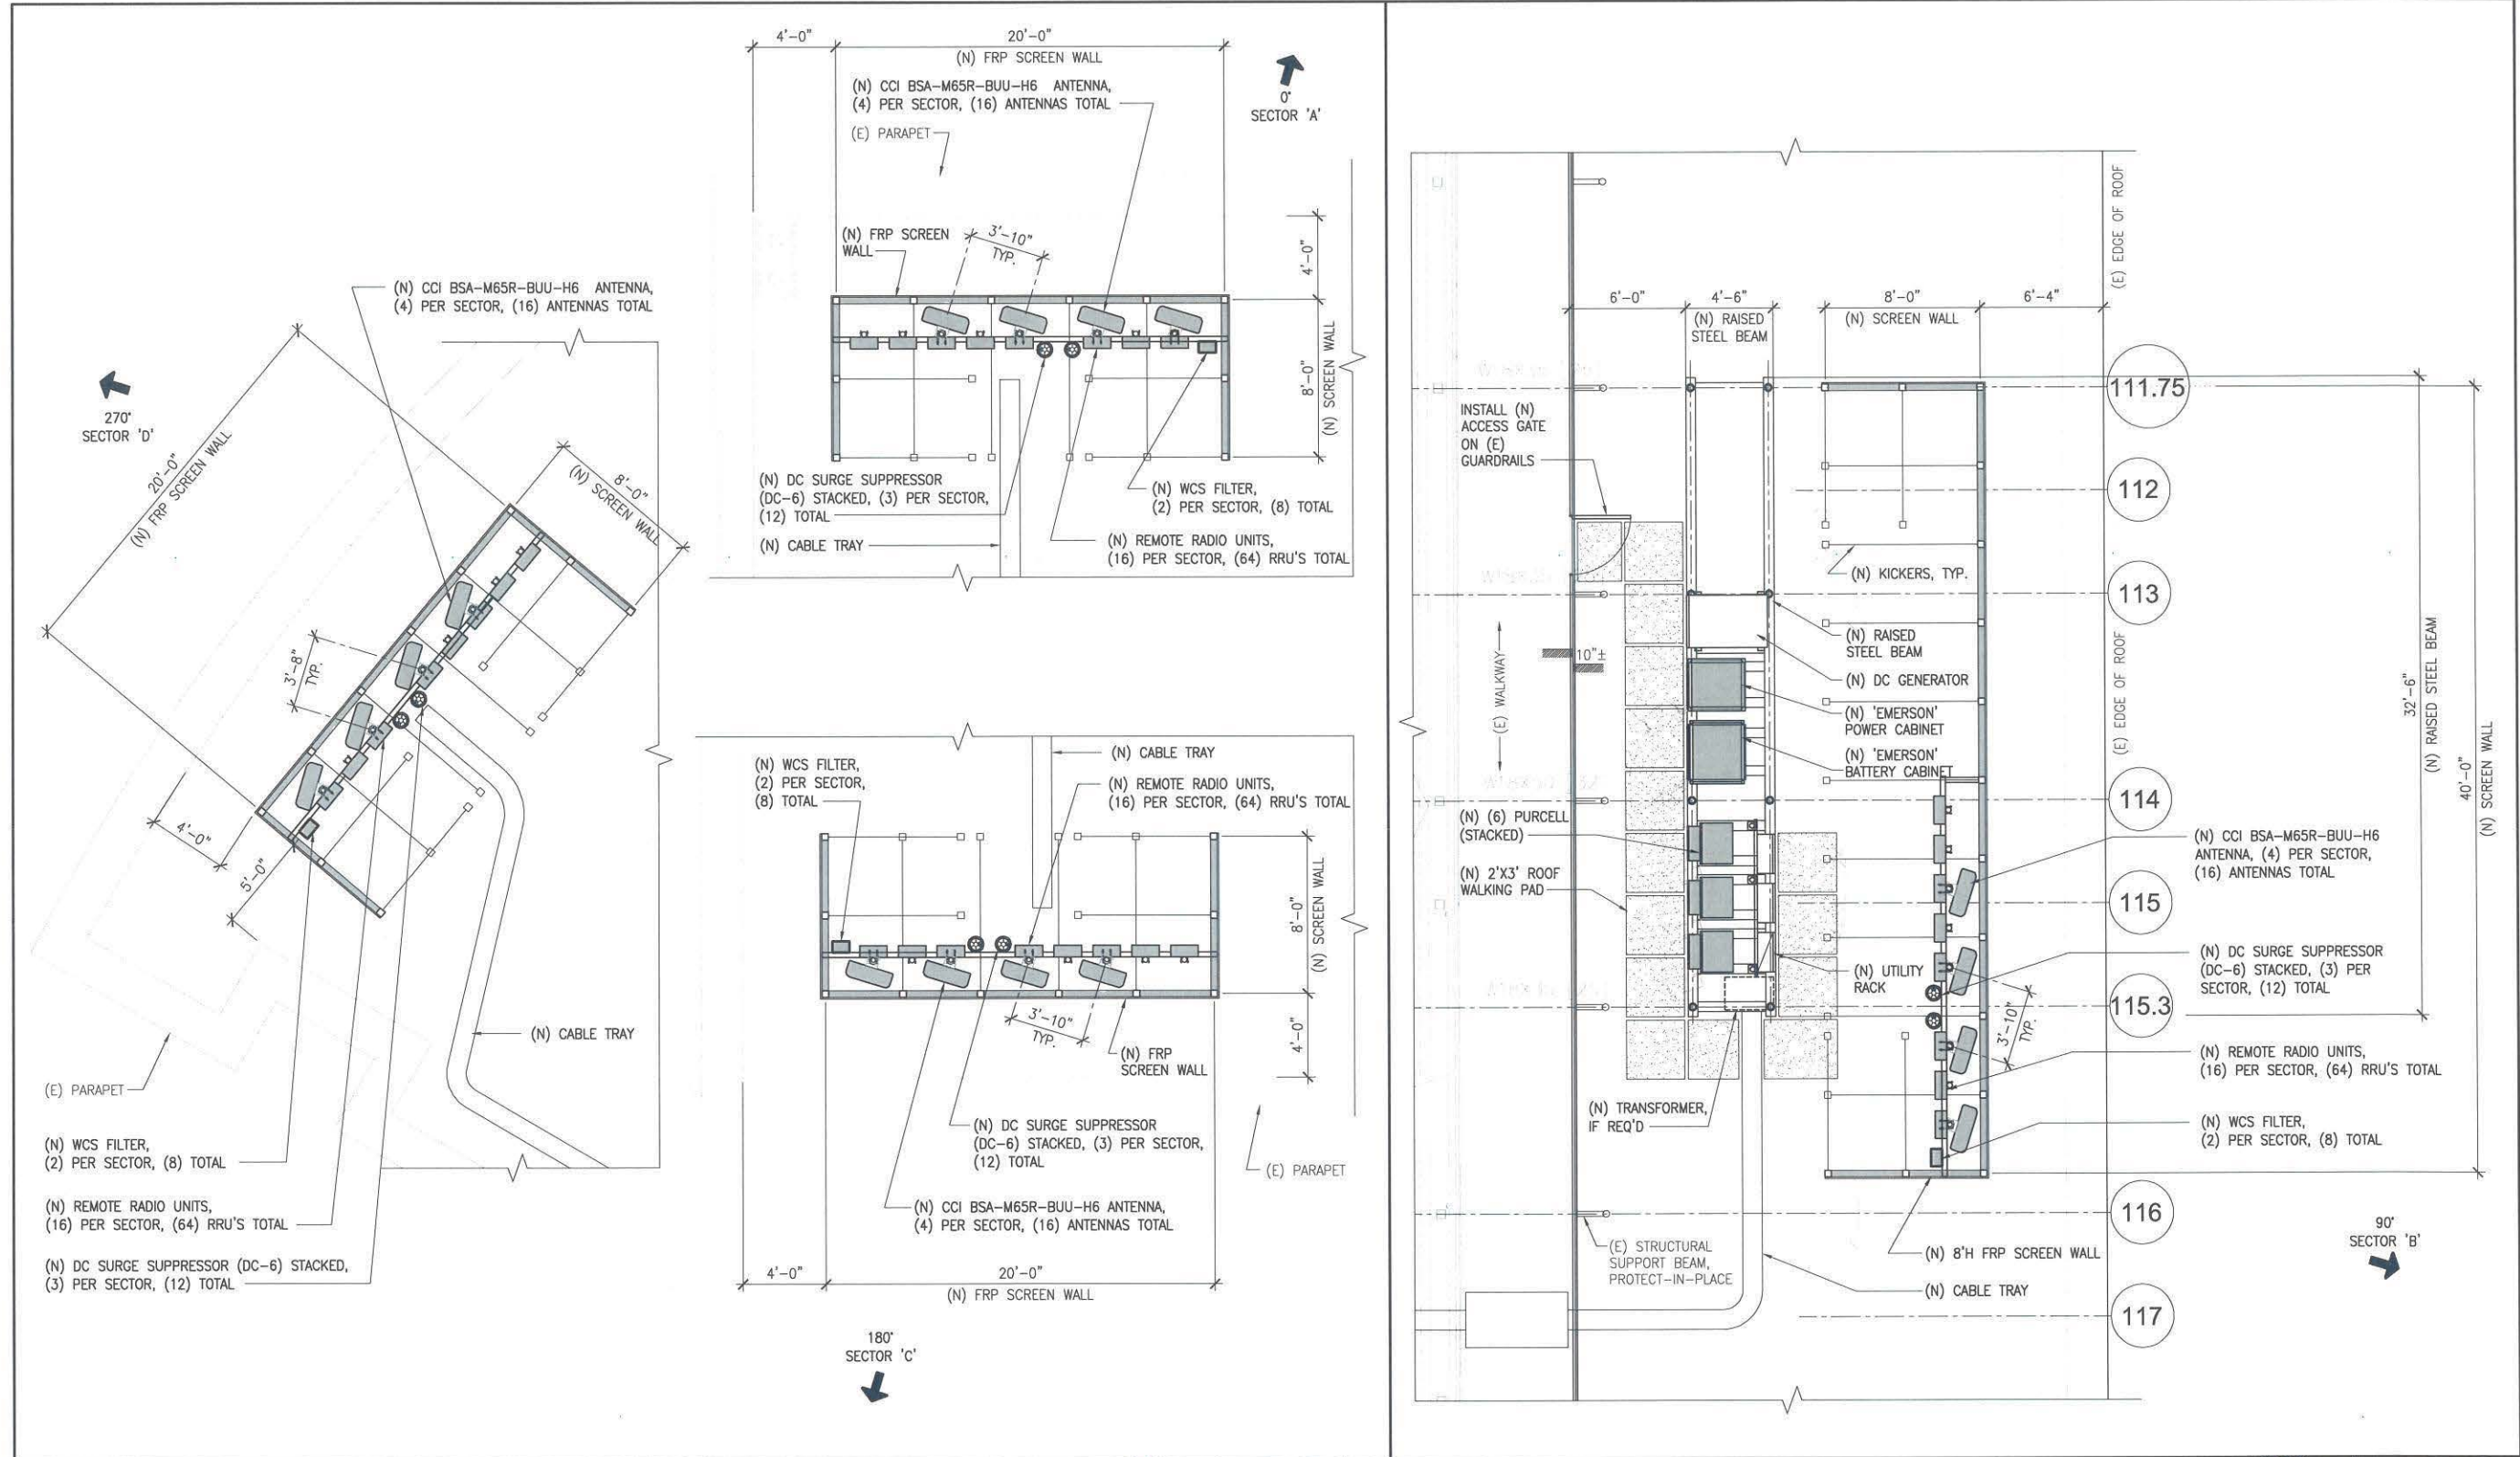 4'-0"
20'-0"
(N) FRP SCREEN WALL
(N) CCI BSA-M65R-BUU-H6 ANTENNA,
(4) PER SECTOR, (16) ANTENNAS TOTAL
(E) PARAPET
0°
SECTOR 'A'
(N) FRP SCREEN
WALL
3'-10"
TYP.
4'-0"
8'-0"
(N) SCREEN WALL
(N) DC SURGE SUPPRESSOR
(DC-6) STACKED, (3) PER SECTOR,
(12) TOTAL
(N) CABLE TRAY
(N) WCS FILTER,
(2) PER SECTOR, (8) TOTAL
(N) REMOTE RADIO UNITS,
(16) PER SECTOR, (64) RRU'S TOTAL
(N) CCI BSA-M65R-BUU-H6 ANTENNA,
(4) PER SECTOR, (16) ANTENNAS TOTAL
270°
SECTOR 'D'
20'-0"
(N) FRP SCREEN WALL
8'-0"
(N) SCREEN WALL
3'-8"
TYP.
4'-0"
5'-0"
(N) CABLE TRAY
(E) PARAPET
(N) WCS FILTER,
(2) PER SECTOR, (8) TOTAL
(N) REMOTE RADIO UNITS,
(16) PER SECTOR, (64) RRU'S TOTAL
(N) DC SURGE SUPPRESSOR (DC-6) STACKED,
(3) PER SECTOR, (12) TOTAL
(N) WCS FILTER,
(2) PER SECTOR,
(8) TOTAL
(N) CABLE TRAY
(N) REMOTE RADIO UNITS,
(16) PER SECTOR, (64) RRU'S TOTAL
8'-0"
(N) SCREEN WALL
4'-0"
3'-10"
TYP.
(N) FRP
SCREEN WALL
(N) DC SURGE SUPPRESSOR
(DC-6) STACKED, (3) PER SECTOR,
(12) TOTAL
(E) PARAPET
(N) CCI BSA-M65R-BUU-H6 ANTENNA,
(4) PER SECTOR, (16) ANTENNAS TOTAL
4'-0"
20'-0"
(N) FRP SCREEN WALL
180°
SECTOR 'C'
(E) EDGE OF ROOF
6'-0"
4'-6"
8'-0"
6'-4"
(N) RAISED
STEEL BEAM
(N) SCREEN WALL
111.75
INSTALL (N)
ACCESS GATE
ON (E)
GUARDRAILS
112
(N) KICKERS, TYP.
113
(N) RAISED
STEEL BEAM
(E) WALKWAY
10"±
(N) DC GENERATOR
(N) 'EMERSON'
POWER CABINET
(N) 'EMERSON'
BATTERY CABINET
(E) EDGE OF ROOF
32'-6"
(N) RAISED STEEL BEAM
40'-0"
(N) SCREEN WALL
114
(N) (6) PURCELL
(STACKED)
(N) 2'X3' ROOF
WALKING PAD
(N) CCI BSA-M65R-BUU-H6
ANTENNA, (4) PER SECTOR,
(16) ANTENNAS TOTAL
115
(N) UTILITY
RACK
(N) DC SURGE SUPPRESSOR
(DC-6) STACKED, (3) PER
SECTOR, (12) TOTAL
115.3
3'-10"
TYP.
(N) REMOTE RADIO UNITS,
(16) PER SECTOR, (64) RRU'S TOTAL
(N) TRANSFORMER,
IF REQ'D
(N) WCS FILTER,
(2) PER SECTOR, (8) TOTAL
116
(E) STRUCTURAL
SUPPORT BEAM,
PROTECT-IN-PLACE
(N) 8'H FRP SCREEN WALL
90°
SECTOR 'B'
(N) CABLE TRAY
117